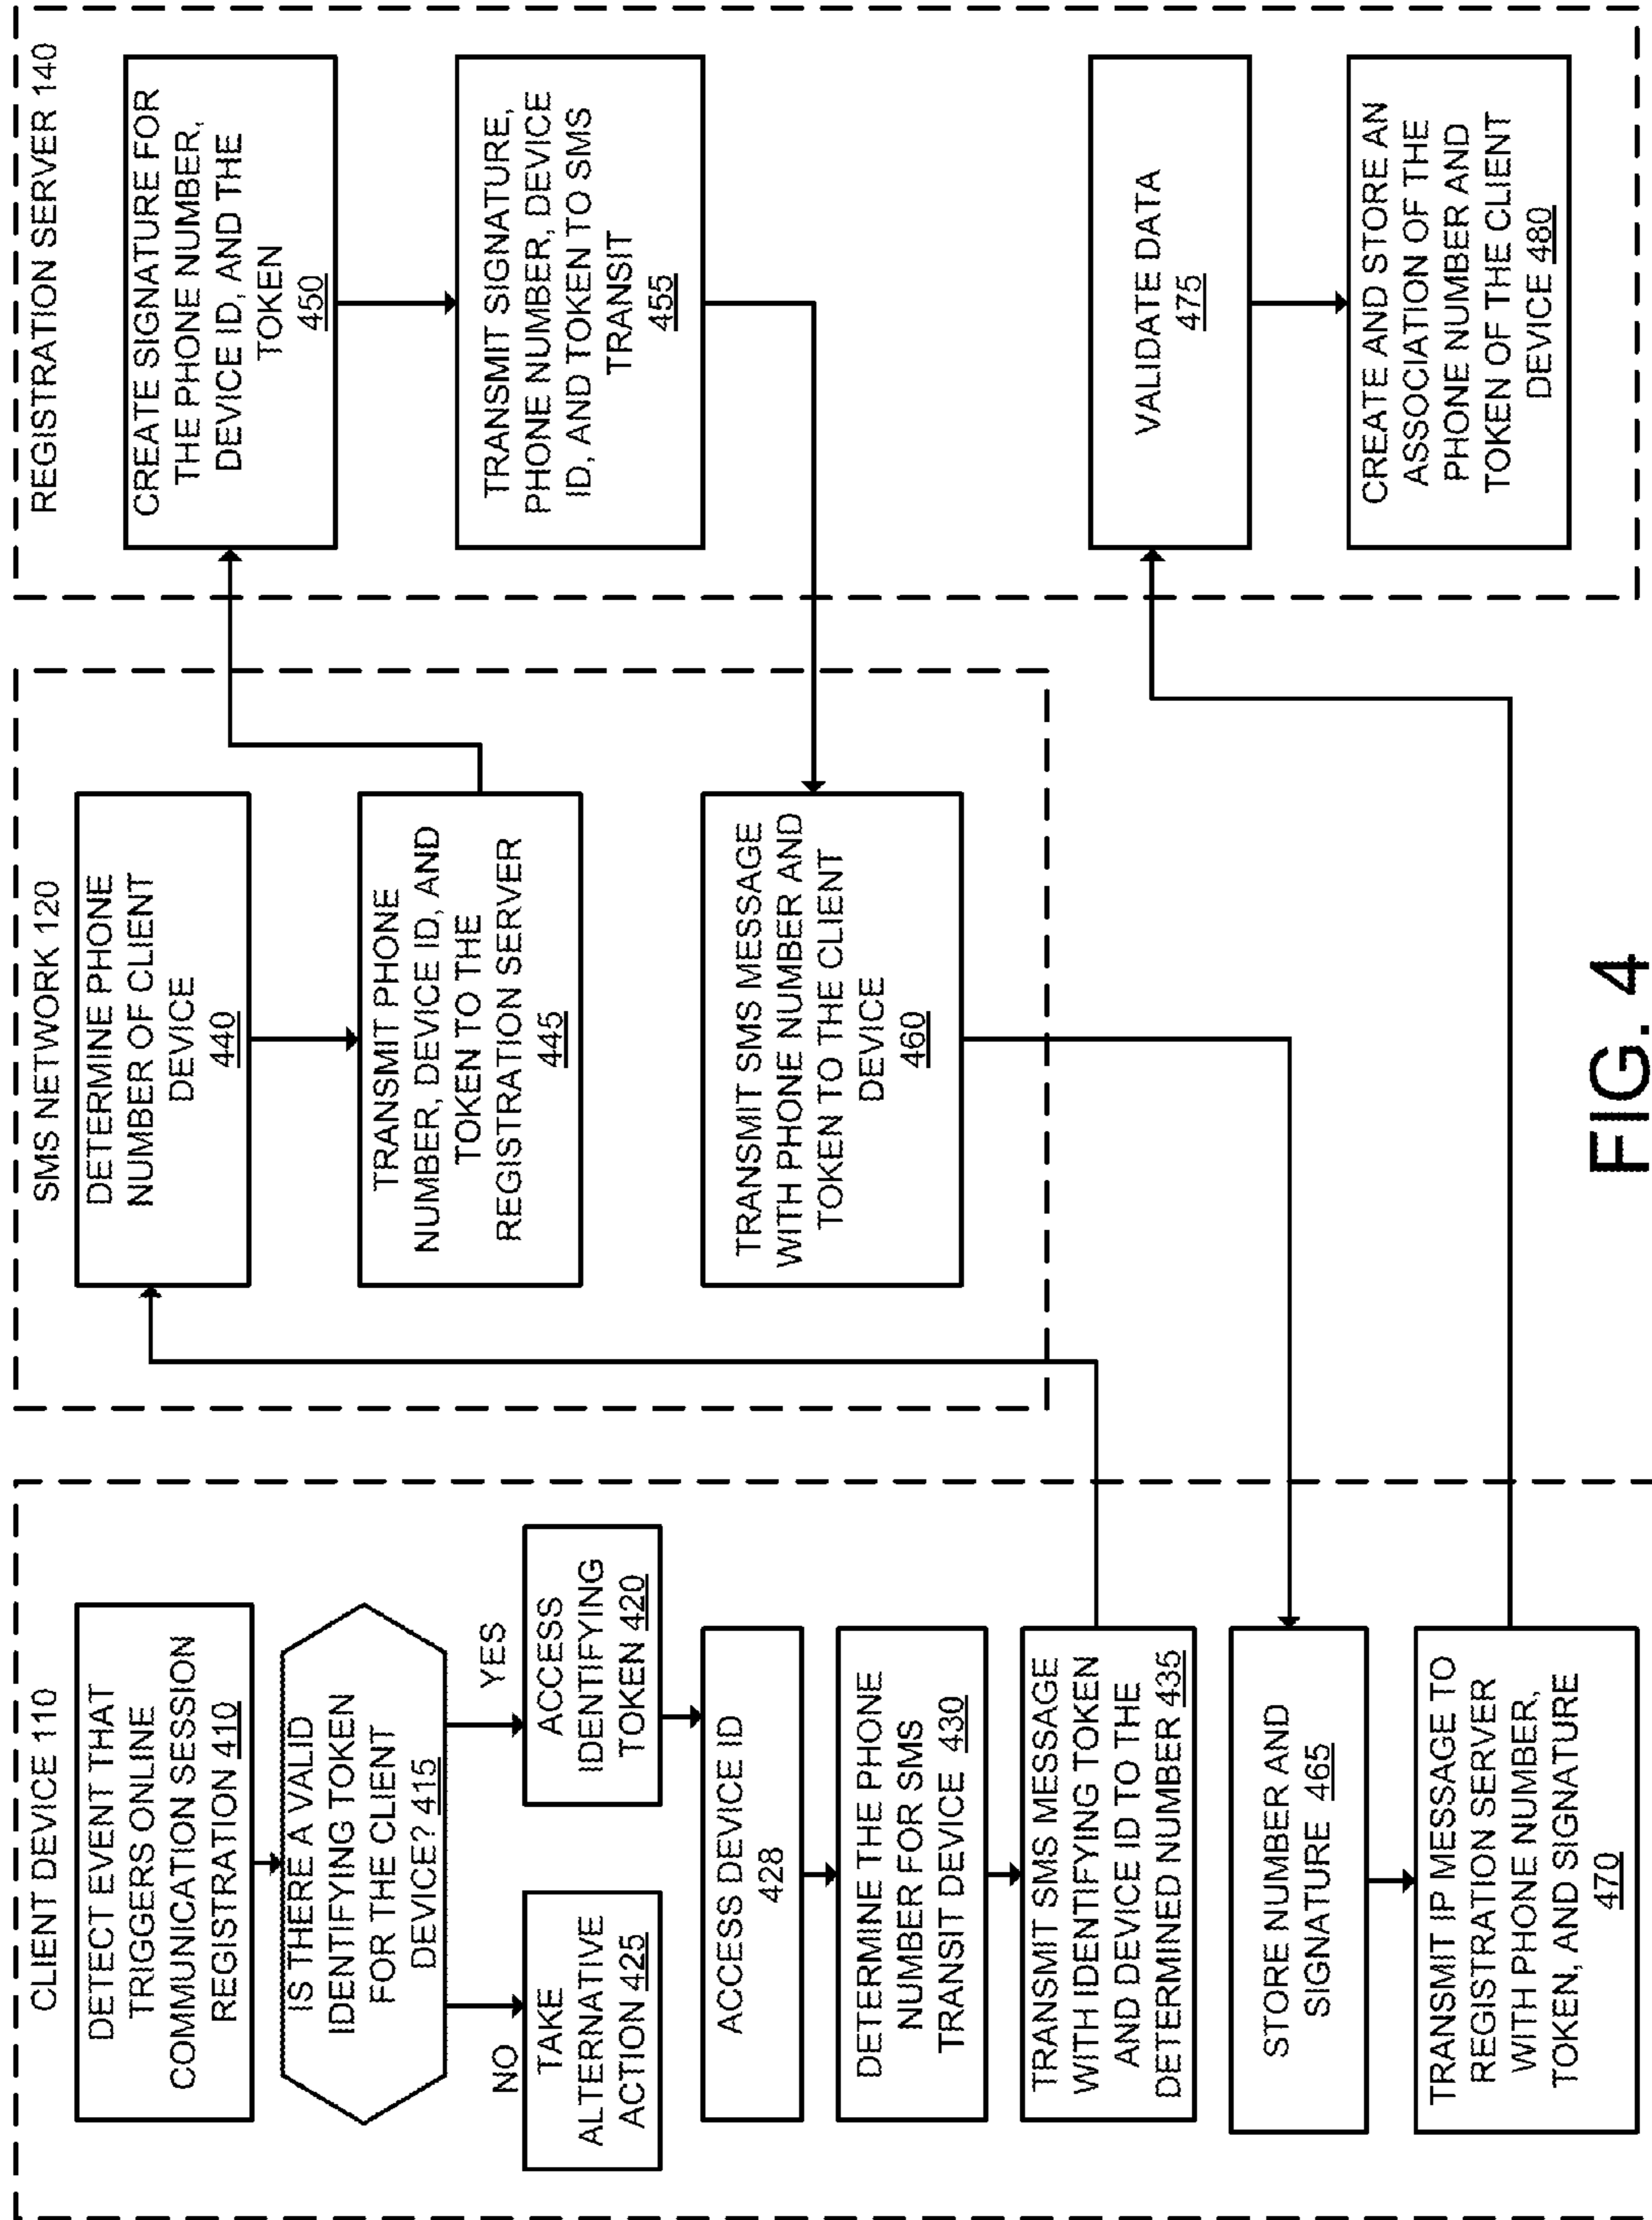 CLIENT DEVICE 110
DETECT EVENT THAT
TRIGGERS ONLINE
COMMUNICATION SESSION
REGISTRATION 410
IS THERE A VALID
IDENTIFYING TOKEN
FOR THE CLIENT
DEVICE? 415
NO
YES
TAKE
ALTERNATIVE
ACTION 425
ACCESS
IDENTIFYING
TOKEN 420
ACCESS DEVICE ID
428
DETERMINE THE PHONE
NUMBER FOR SMS
TRANSIT DEVICE 430
TRANSMIT SMS MESSAGE
WITH IDENTIFYING TOKEN
AND DEVICE ID TO THE
DETERMINED NUMBER 435
STORE NUMBER AND
SIGNATURE 465
TRANSMIT IP MESSAGE TO
REGISTRATION SERVER
WITH PHONE NUMBER,
TOKEN, AND SIGNATURE
470
SMS NETWORK 120
DETERMINE PHONE
NUMBER OF CLIENT
DEVICE
440
TRANSMIT PHONE
NUMBER, DEVICE ID, AND
TOKEN TO THE
REGISTRATION SERVER
445
TRANSMIT SMS MESSAGE
WITH PHONE NUMBER AND
TOKEN TO THE CLIENT
DEVICE
460
REGISTRATION SERVER 140
CREATE SIGNATURE FOR
THE PHONE NUMBER,
DEVICE ID, AND THE
TOKEN
450
TRANSMIT SIGNATURE,
PHONE NUMBER, DEVICE
ID, AND TOKEN TO SMS
TRANSIT
455
VALIDATE DATA
475
CREATE AND STORE AN
ASSOCIATION OF THE
PHONE NUMBER AND
TOKEN OF THE CLIENT
DEVICE 480
FIG. 4